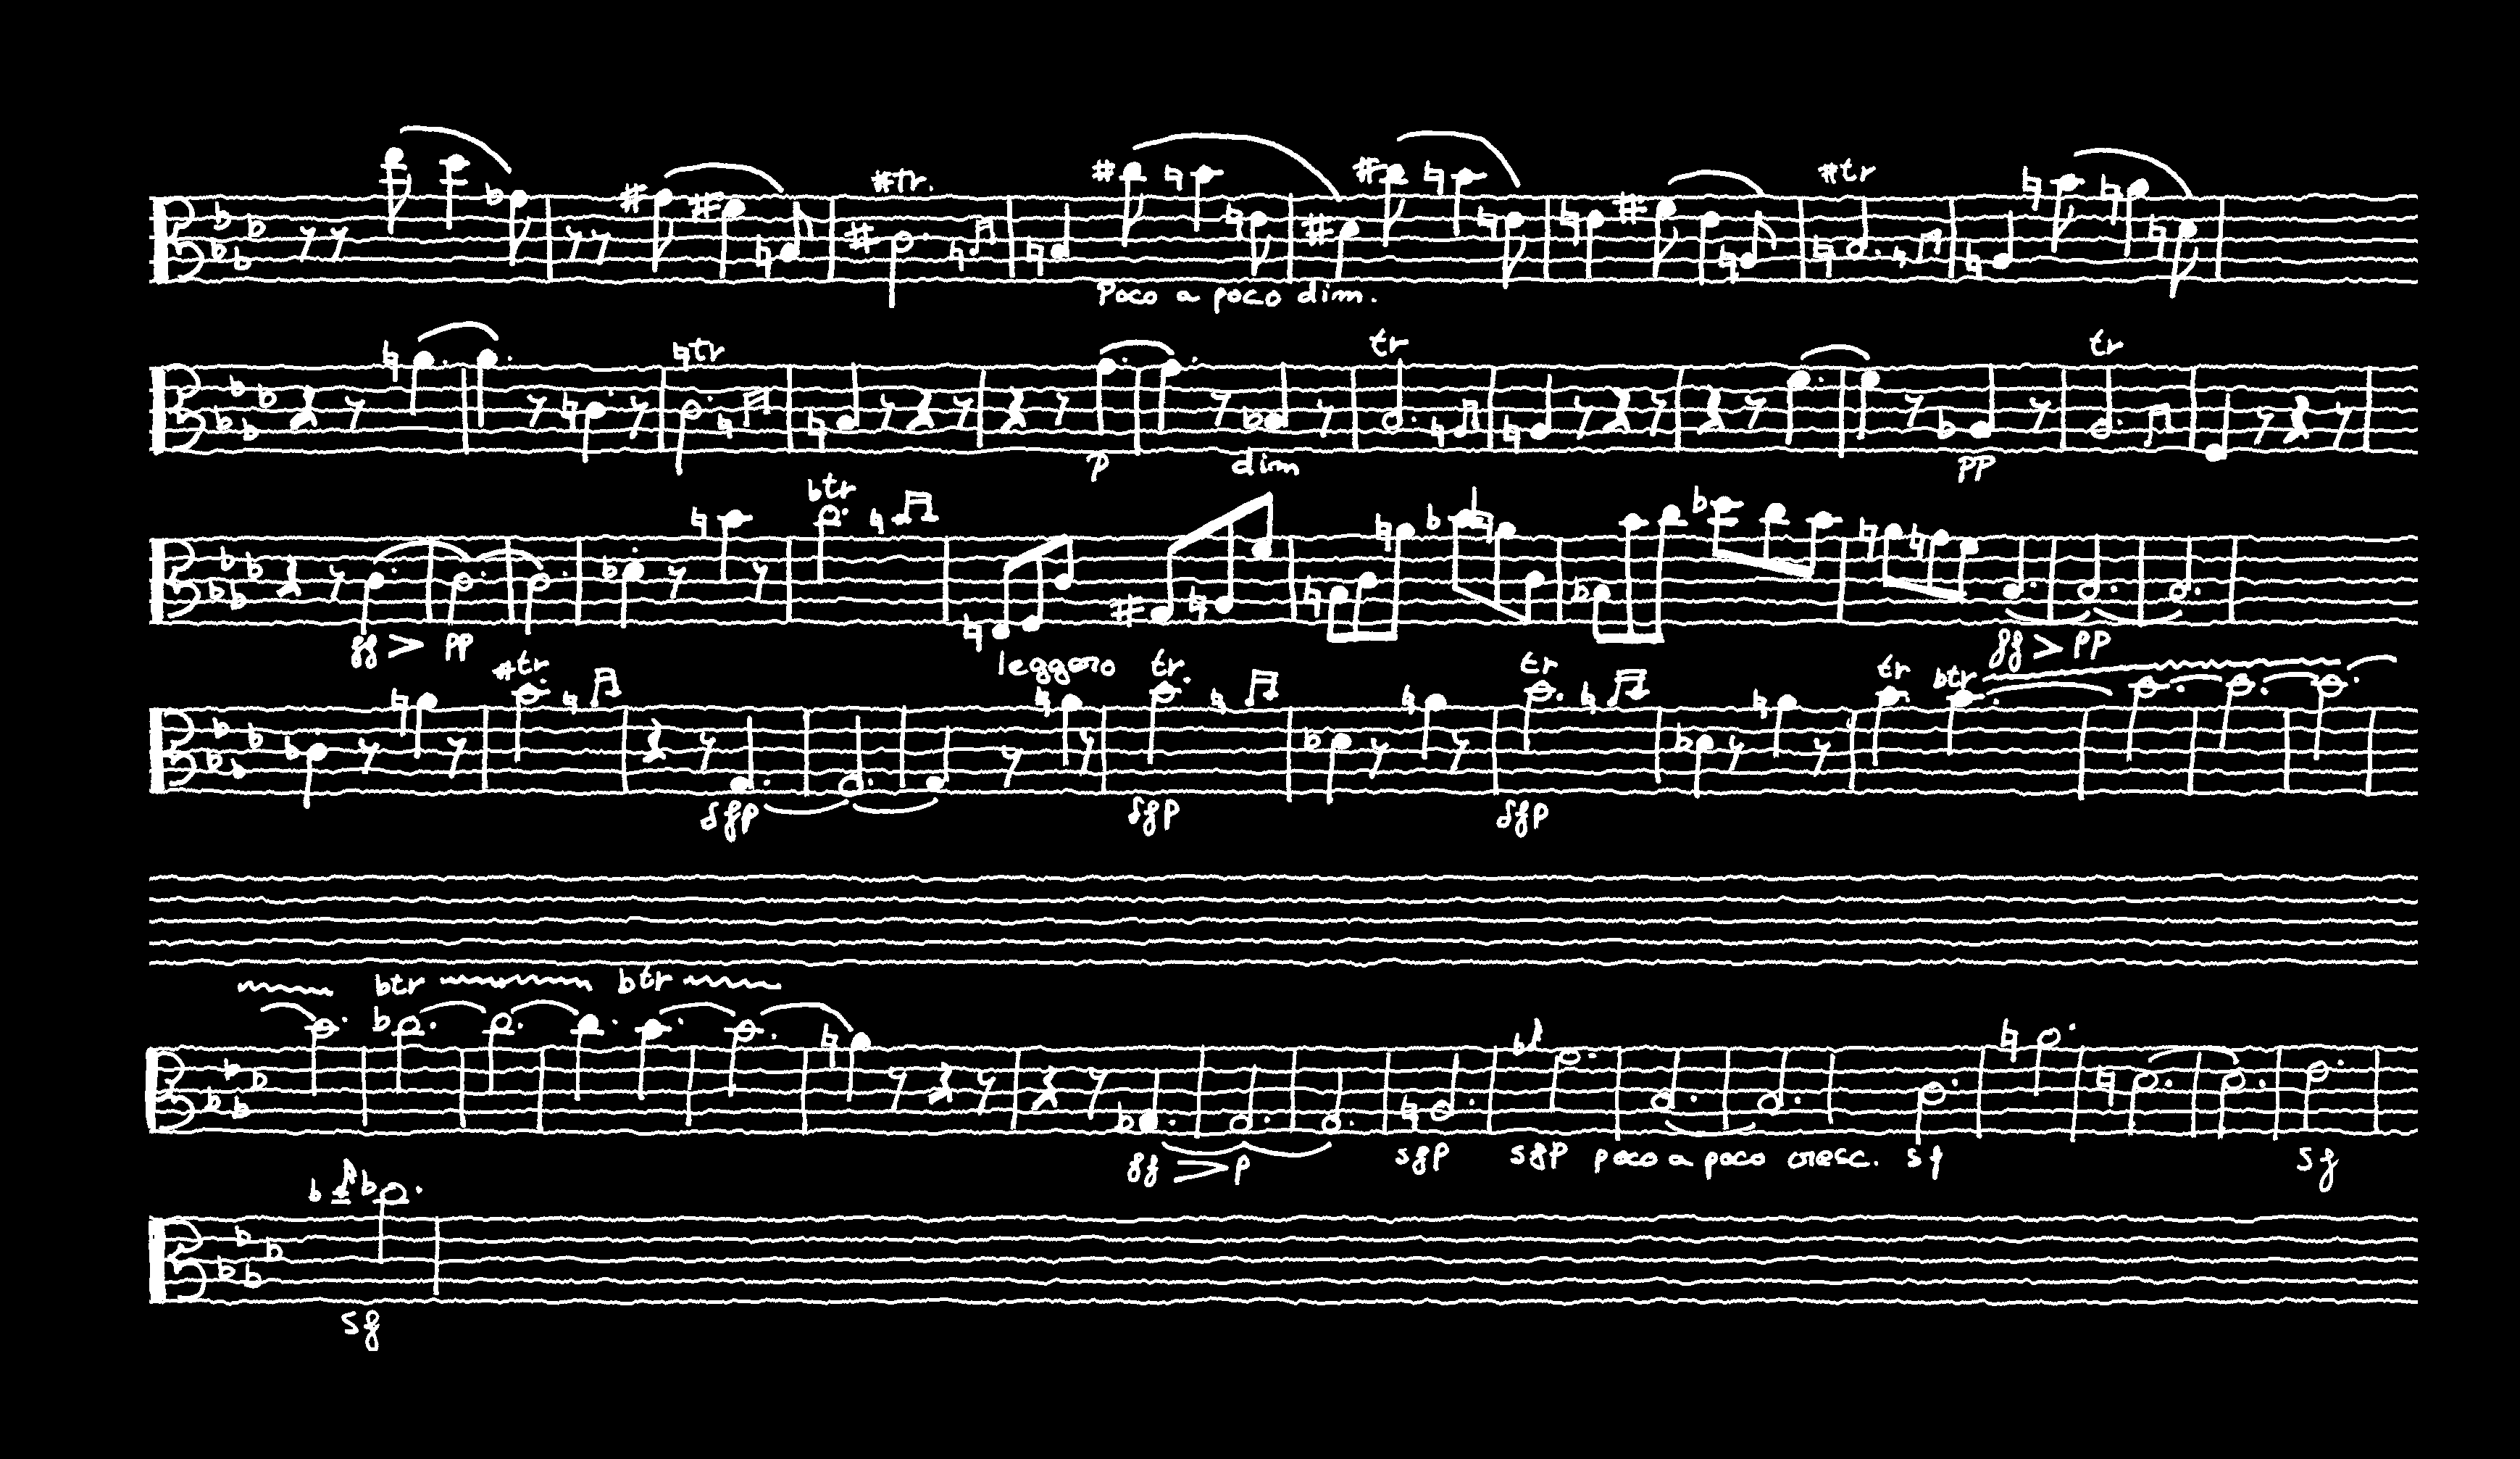 #tr. #tr
Poco a poco dim.
♮tr tr tr
p dim pp
btr
ff > pp leggero ff > pp
#tr tr. tr tr btr
sfp sfp sfp
btr btr
ff > p sfp sfp poco a poco cresc. sf sf
sf